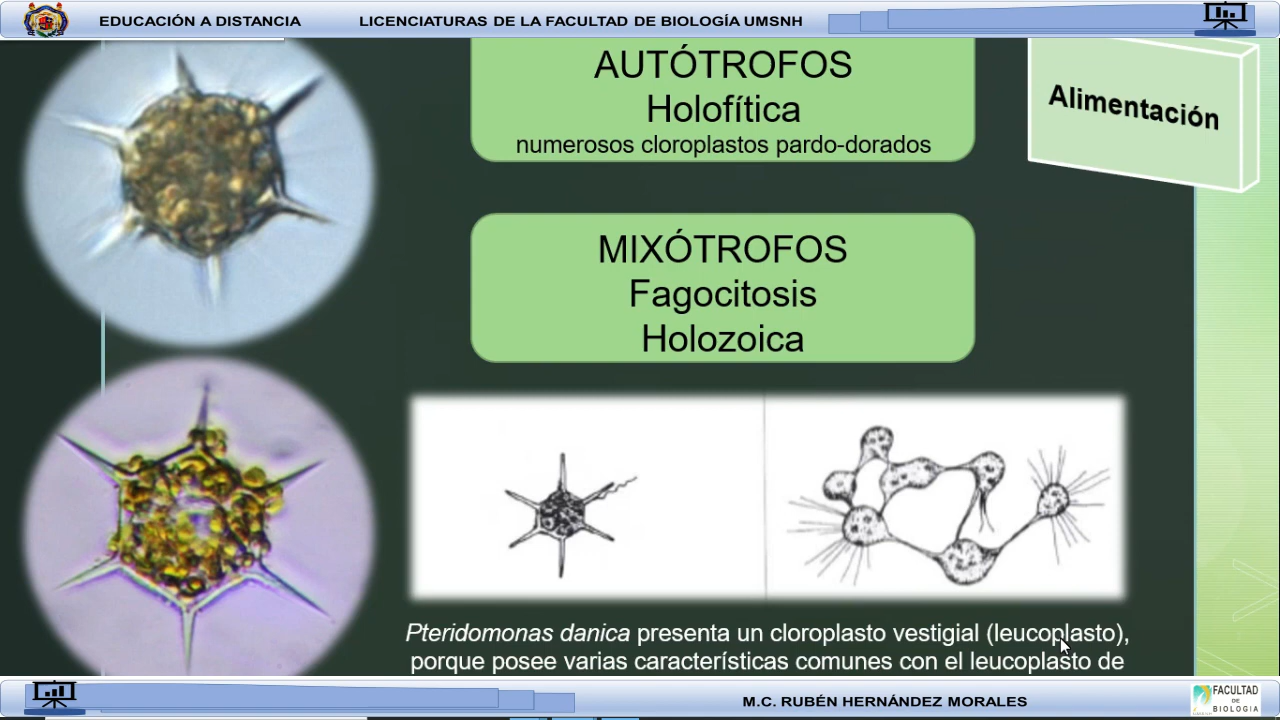 EDUCACIÓN A DISTANCIA
LICENCIATURAS DE LA FACULTAD DE BIOLOGÍA UMSNH
AUTÓTROFOS
Holofítica
numerosos cloroplastos pardo-dorados
Alimentación
MIXÓTROFOS
Fagocitosis
Holozoica
Pteridomonas danica presenta un cloroplasto vestigial (leucoplasto),
porque posee varias características comunes con el leucoplasto de
M.C. RUBÉN HERNÁNDEZ MORALES
FACULTAD
DE
BIOLOGIA